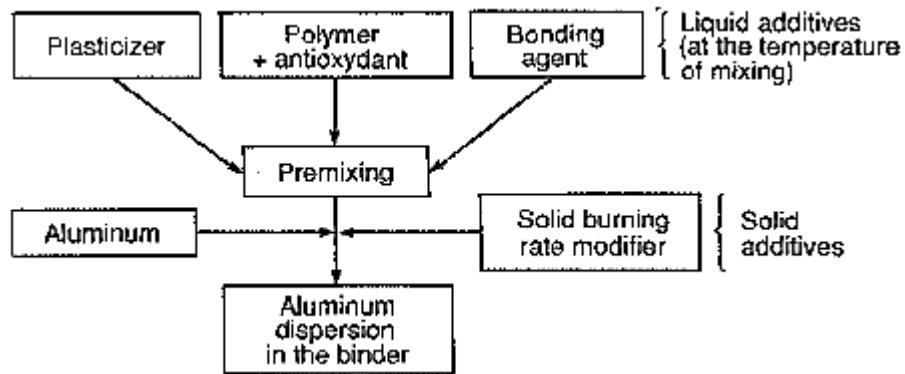 Plasticizer
Polymer
+ antioxydant
Bonding
agent
Liquid additives
(at the temperature
of mixing)
Premixing
Aluminum
Solid burning
rate modifier
Solid
additives
Aluminum
dispersion
in the binder